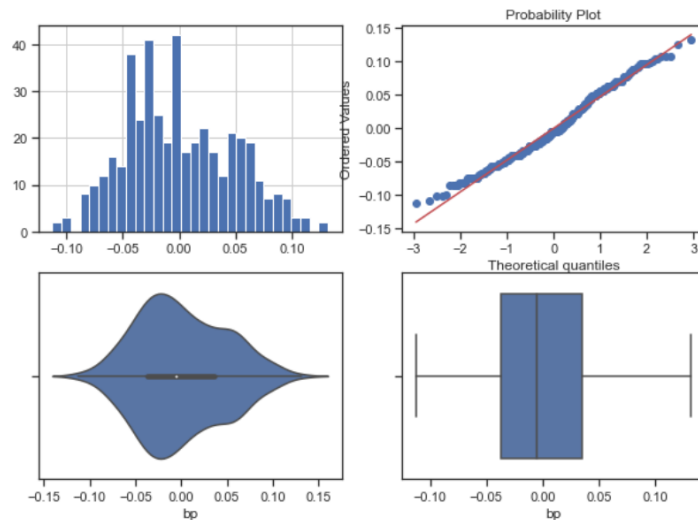 Probability Plot
40
30
20
10
0
−0.10 −0.05 0.00 0.05 0.10
Ordered Values
0.15
0.10
0.05
0.00
−0.05
−0.10
−0.15
−3 −2 −1 0 1 2 3
Theoretical quantiles
−0.15 −0.10 −0.05 0.00 0.05 0.10 0.15
bp
−0.10 −0.05 0.00 0.05 0.10
bp